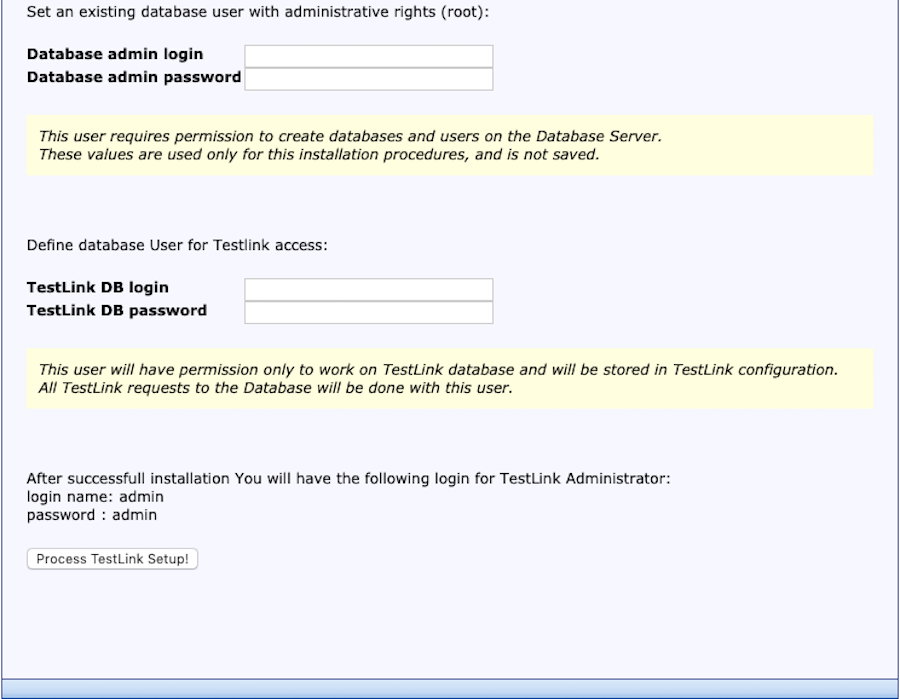 Set an existing database user with administrative rights (root):
Database admin login
Database admin password
This user requires permission to create databases and users on the Database Server.
These values are used only for this installation procedures, and is not saved.
Define database User for Testlink access:
TestLink DB login
TestLink DB password
This user will have permission only to work on TestLink database and will be stored in TestLink configuration.
All TestLink requests to the Database will be done with this user.
After successfull installation You will have the following login for TestLink Administrator:
login name: admin
password : admin
Process TestLink Setup!